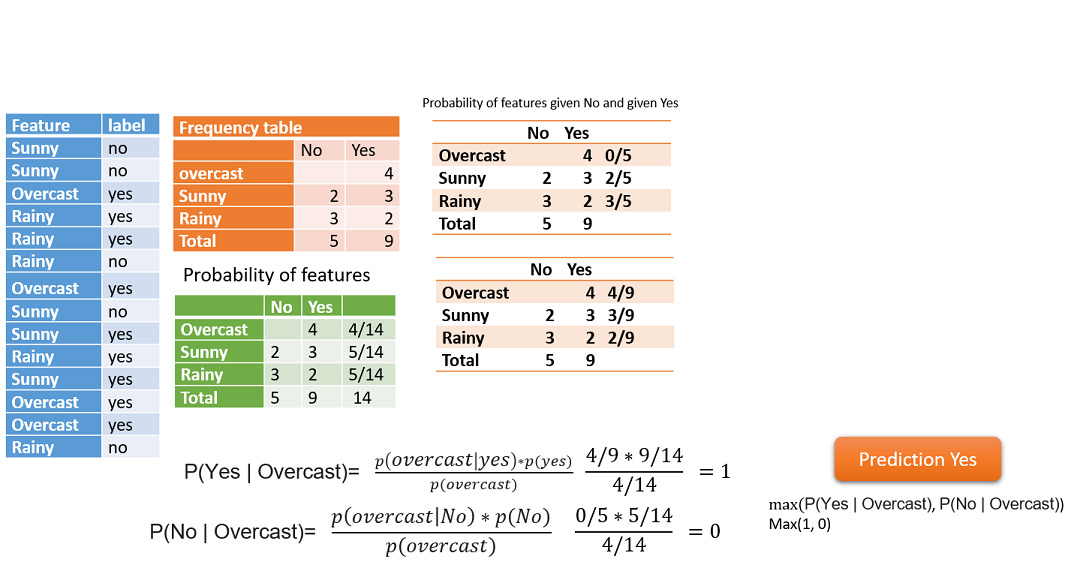 Probability of features given No and given Yes
Feature label
Sunny no
Sunny no
Overcast yes
Rainy yes
Rainy yes
Rainy no
Overcast yes
Sunny no
Sunny yes
Rainy yes
Sunny yes
Overcast yes
Overcast yes
Rainy no
Frequency table
No Yes
overcast 4
Sunny 2 3
Rainy 3 2
Total 5 9
Probability of features
No Yes
Overcast 4 4/14
Sunny 2 3 5/14
Rainy 3 2 5/14
Total 5 9 14
No Yes
Overcast 4 0/5
Sunny 2 3 2/5
Rainy 3 2 3/5
Total 5 9
No Yes
Overcast 4 4/9
Sunny 2 3 3/9
Rainy 3 2 2/9
Total 5 9
P(Yes | Overcast)= p(overcast|yes)*p(yes) 4/9 * 9/14 = 1
p(overcast) 4/14
P(No | Overcast)= p(overcast|No) * p(No) 0/5 * 5/14 = 0
p(overcast) 4/14
Prediction Yes
max(P(Yes | Overcast), P(No | Overcast))
Max(1, 0)